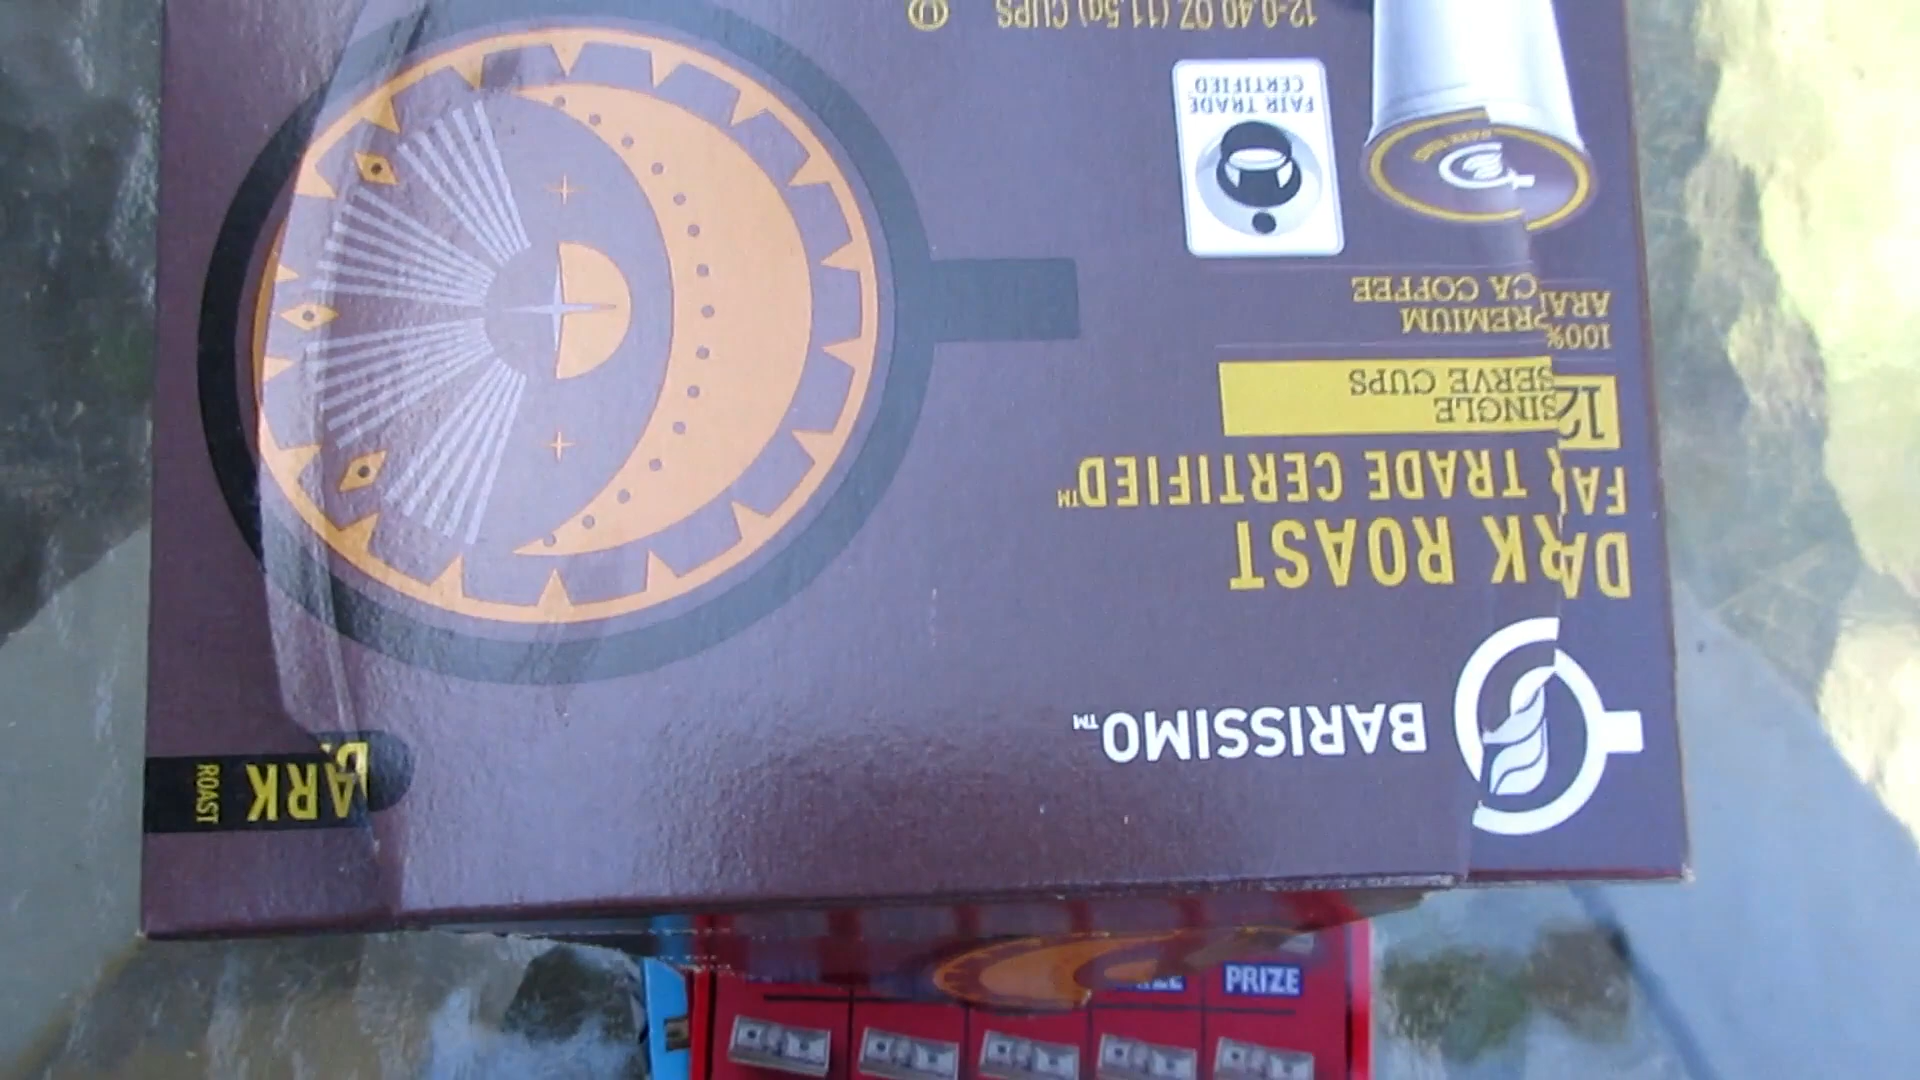 BARISSIMO™
DARK ROAST
FAIR TRADE CERTIFIED™
12 SINGLE
SERVE CUPS
100% PREMIUM
ARABICA COFFEE
FAIR TRADE
CERTIFIED
12-0.40 OZ (11.5g) CUPS
U
DARK
ROAST
PRIZE